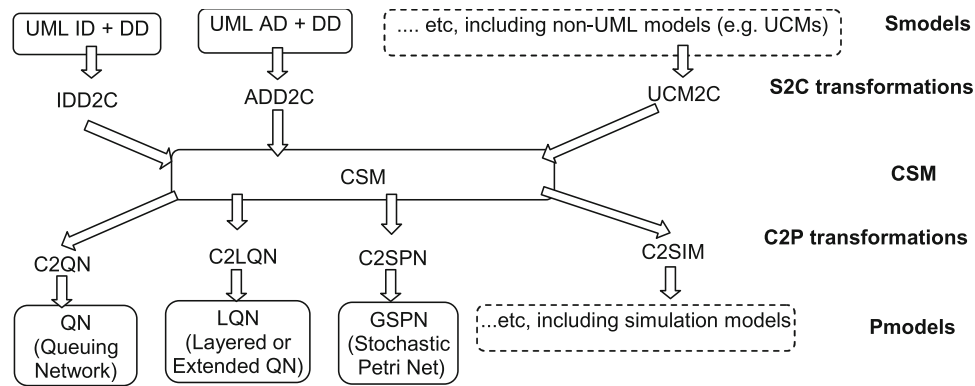 UML ID + DD
UML AD + DD
.... etc, including non-UML models (e.g. UCMs)
Smodels
IDD2C
ADD2C
UCM2C
S2C transformations
CSM
CSM
C2P transformations
C2QN
C2LQN
C2SPN
C2SIM
QN
(Queuing
Network)
LQN
(Layered or
Extended QN)
GSPN
(Stochastic
Petri Net)
...etc, including simulation models
Pmodels